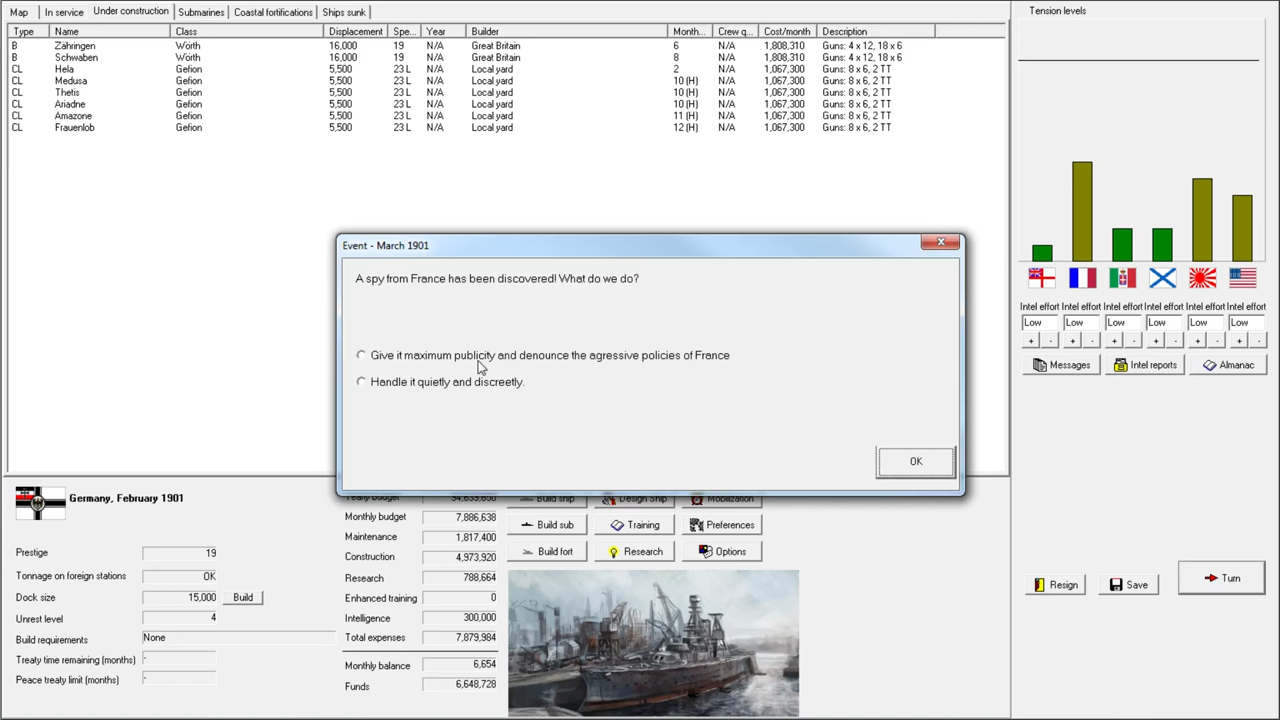 Map In service Under construction Submarines Coastal fortifications Ships sunk
Type Name Class Displacement Spe... Year Builder Month... Crew q... Cost/month Description
B Zähringen Wörth 16,000 19 N/A Great Britain 6 N/A 1,808,310 Guns: 4 x 12, 18 x 6
B Schwaben Wörth 16,000 19 N/A Great Britain 8 N/A 1,808,310 Guns: 4 x 12, 18 x 6
CL Hela Gefion 5,500 23 L N/A Local yard 2 N/A 1,067,300 Guns: 8 x 6, 2 TT
CL Medusa Gefion 5,500 23 L N/A Local yard 10 (H) N/A 1,067,300 Guns: 8 x 6, 2 TT
CL Thetis Gefion 5,500 23 L N/A Local yard 10 (H) N/A 1,067,300 Guns: 8 x 6, 2 TT
CL Ariadne Gefion 5,500 23 L N/A Local yard 10 (H) N/A 1,067,300 Guns: 8 x 6, 2 TT
CL Amazone Gefion 5,500 23 L N/A Local yard 11 (H) N/A 1,067,300 Guns: 8 x 6, 2 TT
CL Frauenlob Gefion 5,500 23 L N/A Local yard 12 (H) N/A 1,067,300 Guns: 8 x 6, 2 TT
Tension levels
Intel effort Intel effort Intel effort Intel effort Intel effort Intel effort
Low Low Low Low Low Low
+ - + - + - + - + - + -
Messages Intel reports Almanac
Event - March 1901
A spy from France has been discovered! What do we do?
Give it maximum publicity and denounce the agressive policies of France
Handle it quietly and discreetly.
OK
Germany, February 1901
Prestige 19
Tonnage on foreign stations OK
Dock size 15,000 Build
Unrest level 4
Build requirements None
Treaty time remaining (months) -
Peace treaty limit (months) -
Yearly budget 94,639,650
Monthly budget 7,886,638
Maintenance 1,817,400
Construction 4,973,920
Research 788,664
Enhanced training 0
Intelligence 300,000
Total expenses 7,879,984
Monthly balance 6,654
Funds 6,648,728
Build ship Design Ship Mobilization
Build sub Training Preferences
Build fort Research Options
Resign Save Turn